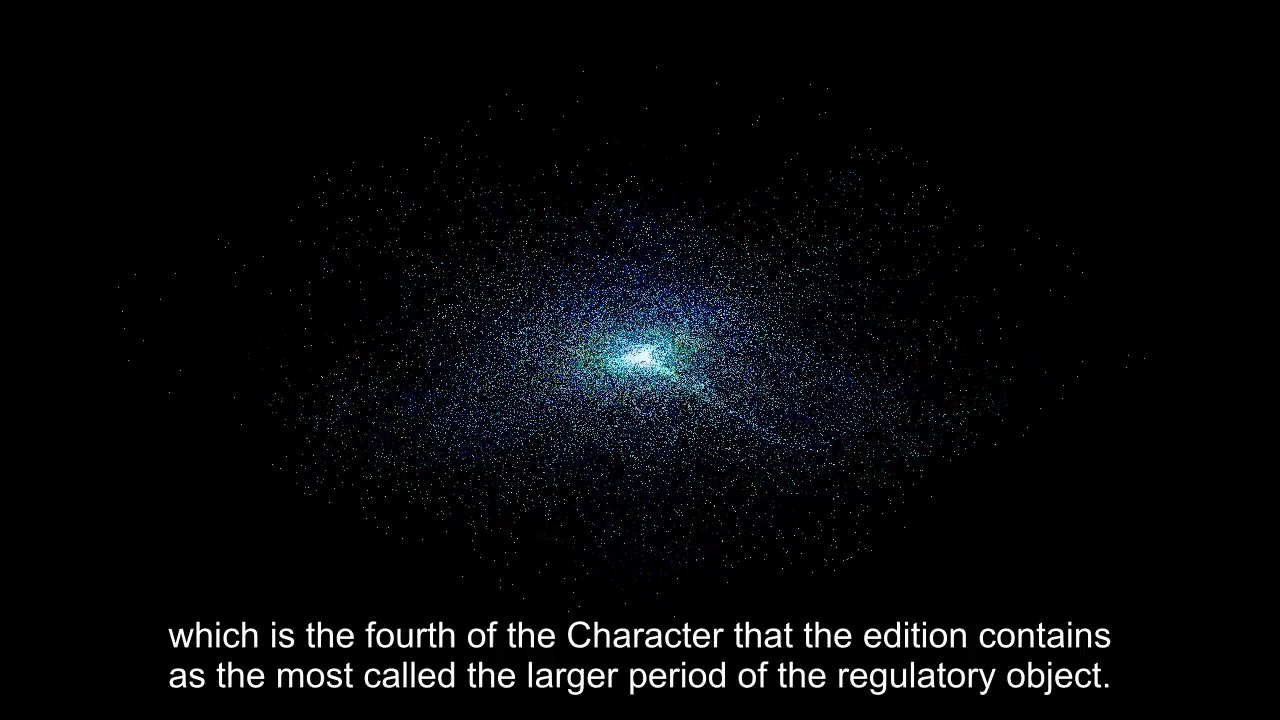 which is the fourth of the Character that the edition contains
as the most called the larger period of the regulatory object.